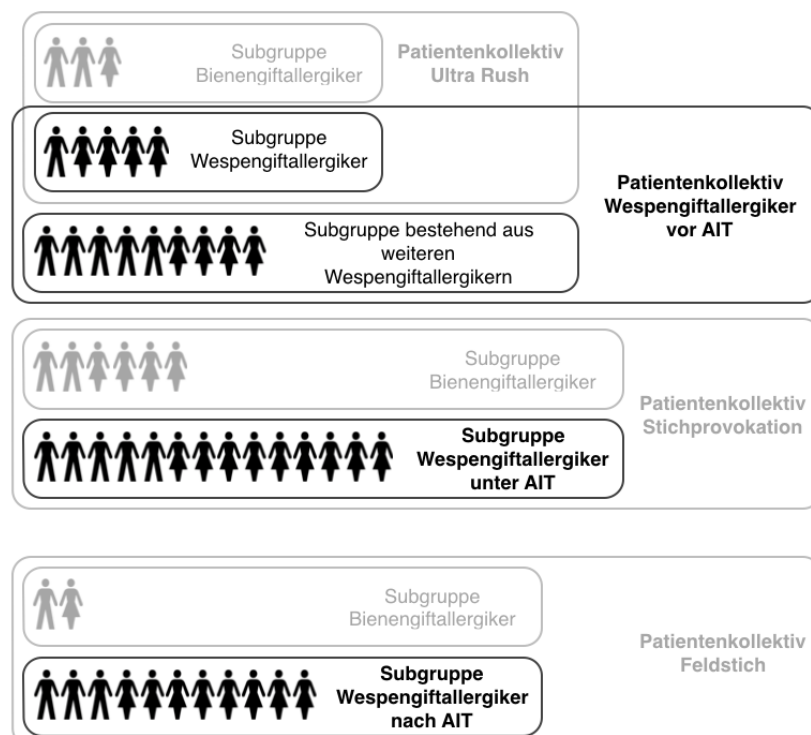 Subgruppe
Bienengiftallergiker
Patientenkollektiv
Ultra Rush
Subgruppe
Wespengiftallergiker
Patientenkollektiv
Wespengiftallergiker
vor AIT
Subgruppe bestehend aus
weiteren
Wespengiftallergikern
Subgruppe
Bienengiftallergiker
Patientenkollektiv
Stichprovokation
Subgruppe
Wespengiftallergiker
unter AIT
Subgruppe
Bienengiftallergiker
Patientenkollektiv
Feldstich
Subgruppe
Wespengiftallergiker
nach AIT